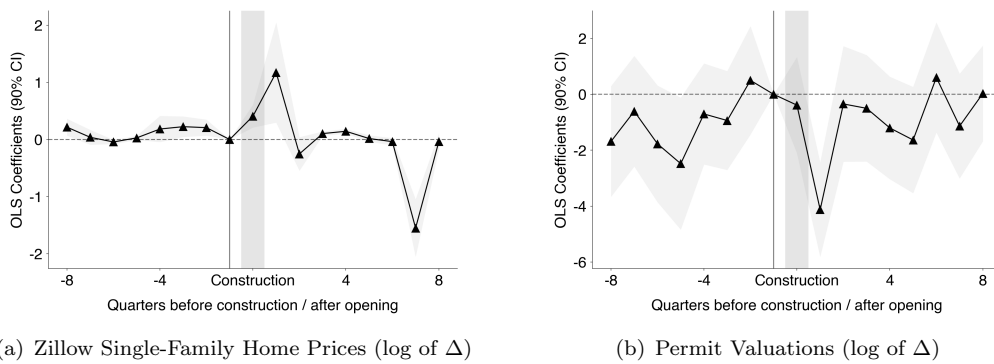 2
1
0
-1
-2
OLS Coefficients (90% CI)
-8
-4
Construction
4
8
Quarters before construction / after opening
2
0
-2
-4
-6
OLS Coefficients (90% CI)
-8
-4
Construction
4
8
Quarters before construction / after opening
a) Zillow Single-Family Home Prices (log of Δ)
(b) Permit Valuations (log of Δ)